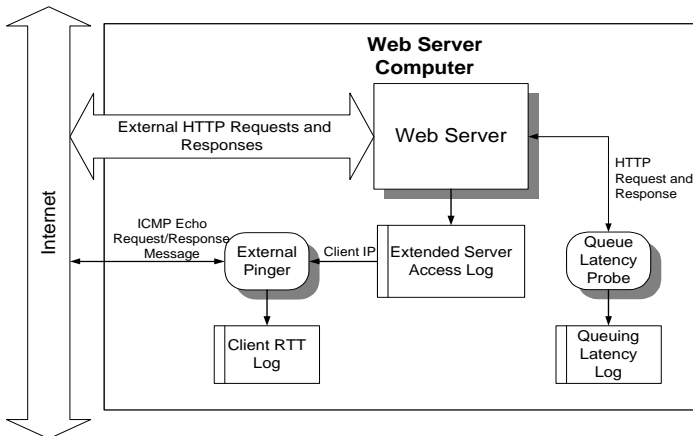 Web Server
Computer
External HTTP Requests and
Responses
Web Server
HTTP
Request and
Response
Internet
ICMP Echo
Request/Response
Message
External
Pinger
Client IP
Extended Server
Access Log
Queue
Latency
Probe
Client RTT
Log
Queuing
Latency
Log